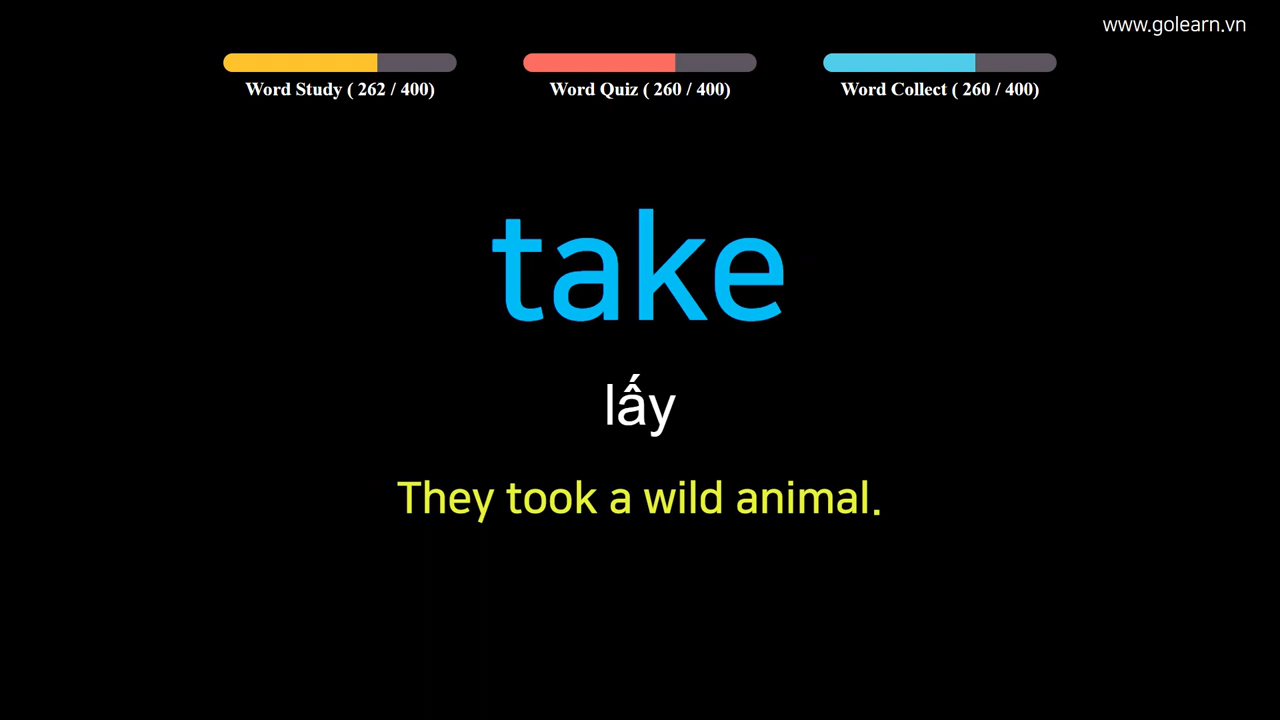 www.golearn.vn
Word Study ( 262 / 400)
Word Quiz ( 260 / 400)
Word Collect ( 260 / 400)
take
lấy
They took a wild animal.